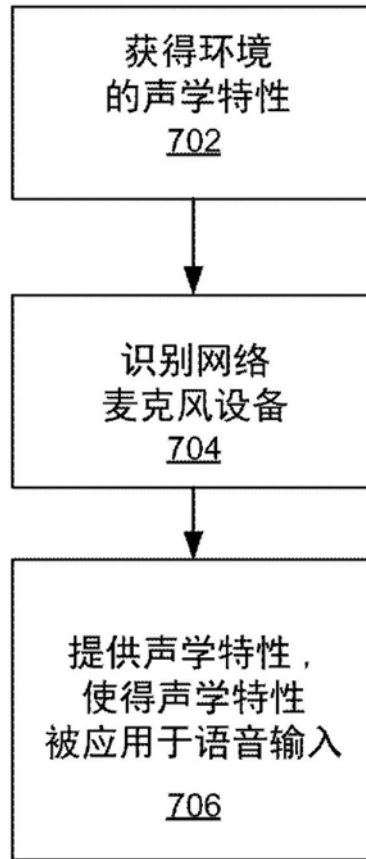 获得环境
的声学特性
702
识别网络
麦克风设备
704
提供声学特性，
使得声学特性
被应用于语音输入
706